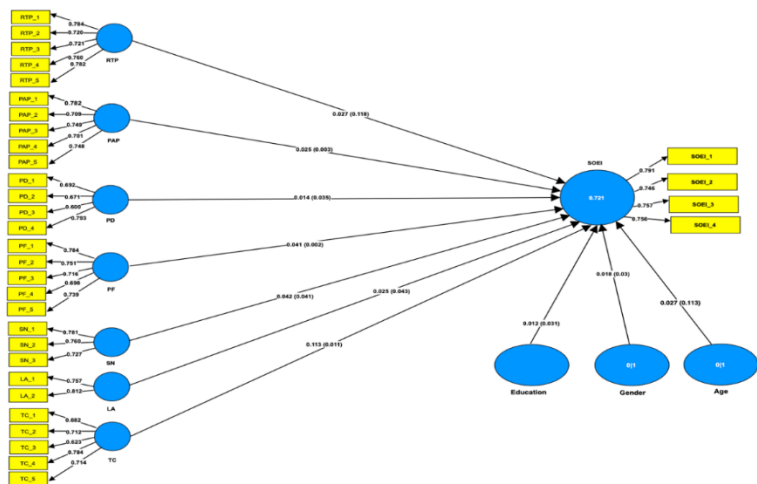 RTP_1
RTP_2
RTP_3
RTP_4
RTP_5
0.784
0.720
0.721
0.760
0.782
RTP
PAP_1
PAP_2
PAP_3
PAP_4
PAP_5
0.782
0.709
0.749
0.791
0.748
PAP
PD_1
PD_2
PD_3
PD_4
0.692
0.671
0.793
PD
PF_1
PF_2
PF_3
PF_4
PF_5
0.784
0.751
0.716
0.698
0.739
PF
SN_1
SN_2
SN_3
0.781
0.760
0.727
SN
LA_1
LA_2
0.757
0.812
LA
TC_1
TC_2
TC_3
TC_4
TC_5
0.662
0.712
0.623
0.784
0.714
TC
0.027 (0.118)
0.025 (0.003)
0.014 (0.035)
0.041 (0.002)
0.042 (0.041)
0.025 (0.043)
0.113 (0.011)
SOEI
0.721
0.791
0.746
0.757
0.756
SOEI_1
SOEI_2
SOEI_3
SOEI_4
0.012 (0.031)
0.016 (0.03)
0.027 (0.113)
Education
0|1
Gender
0|1
Age